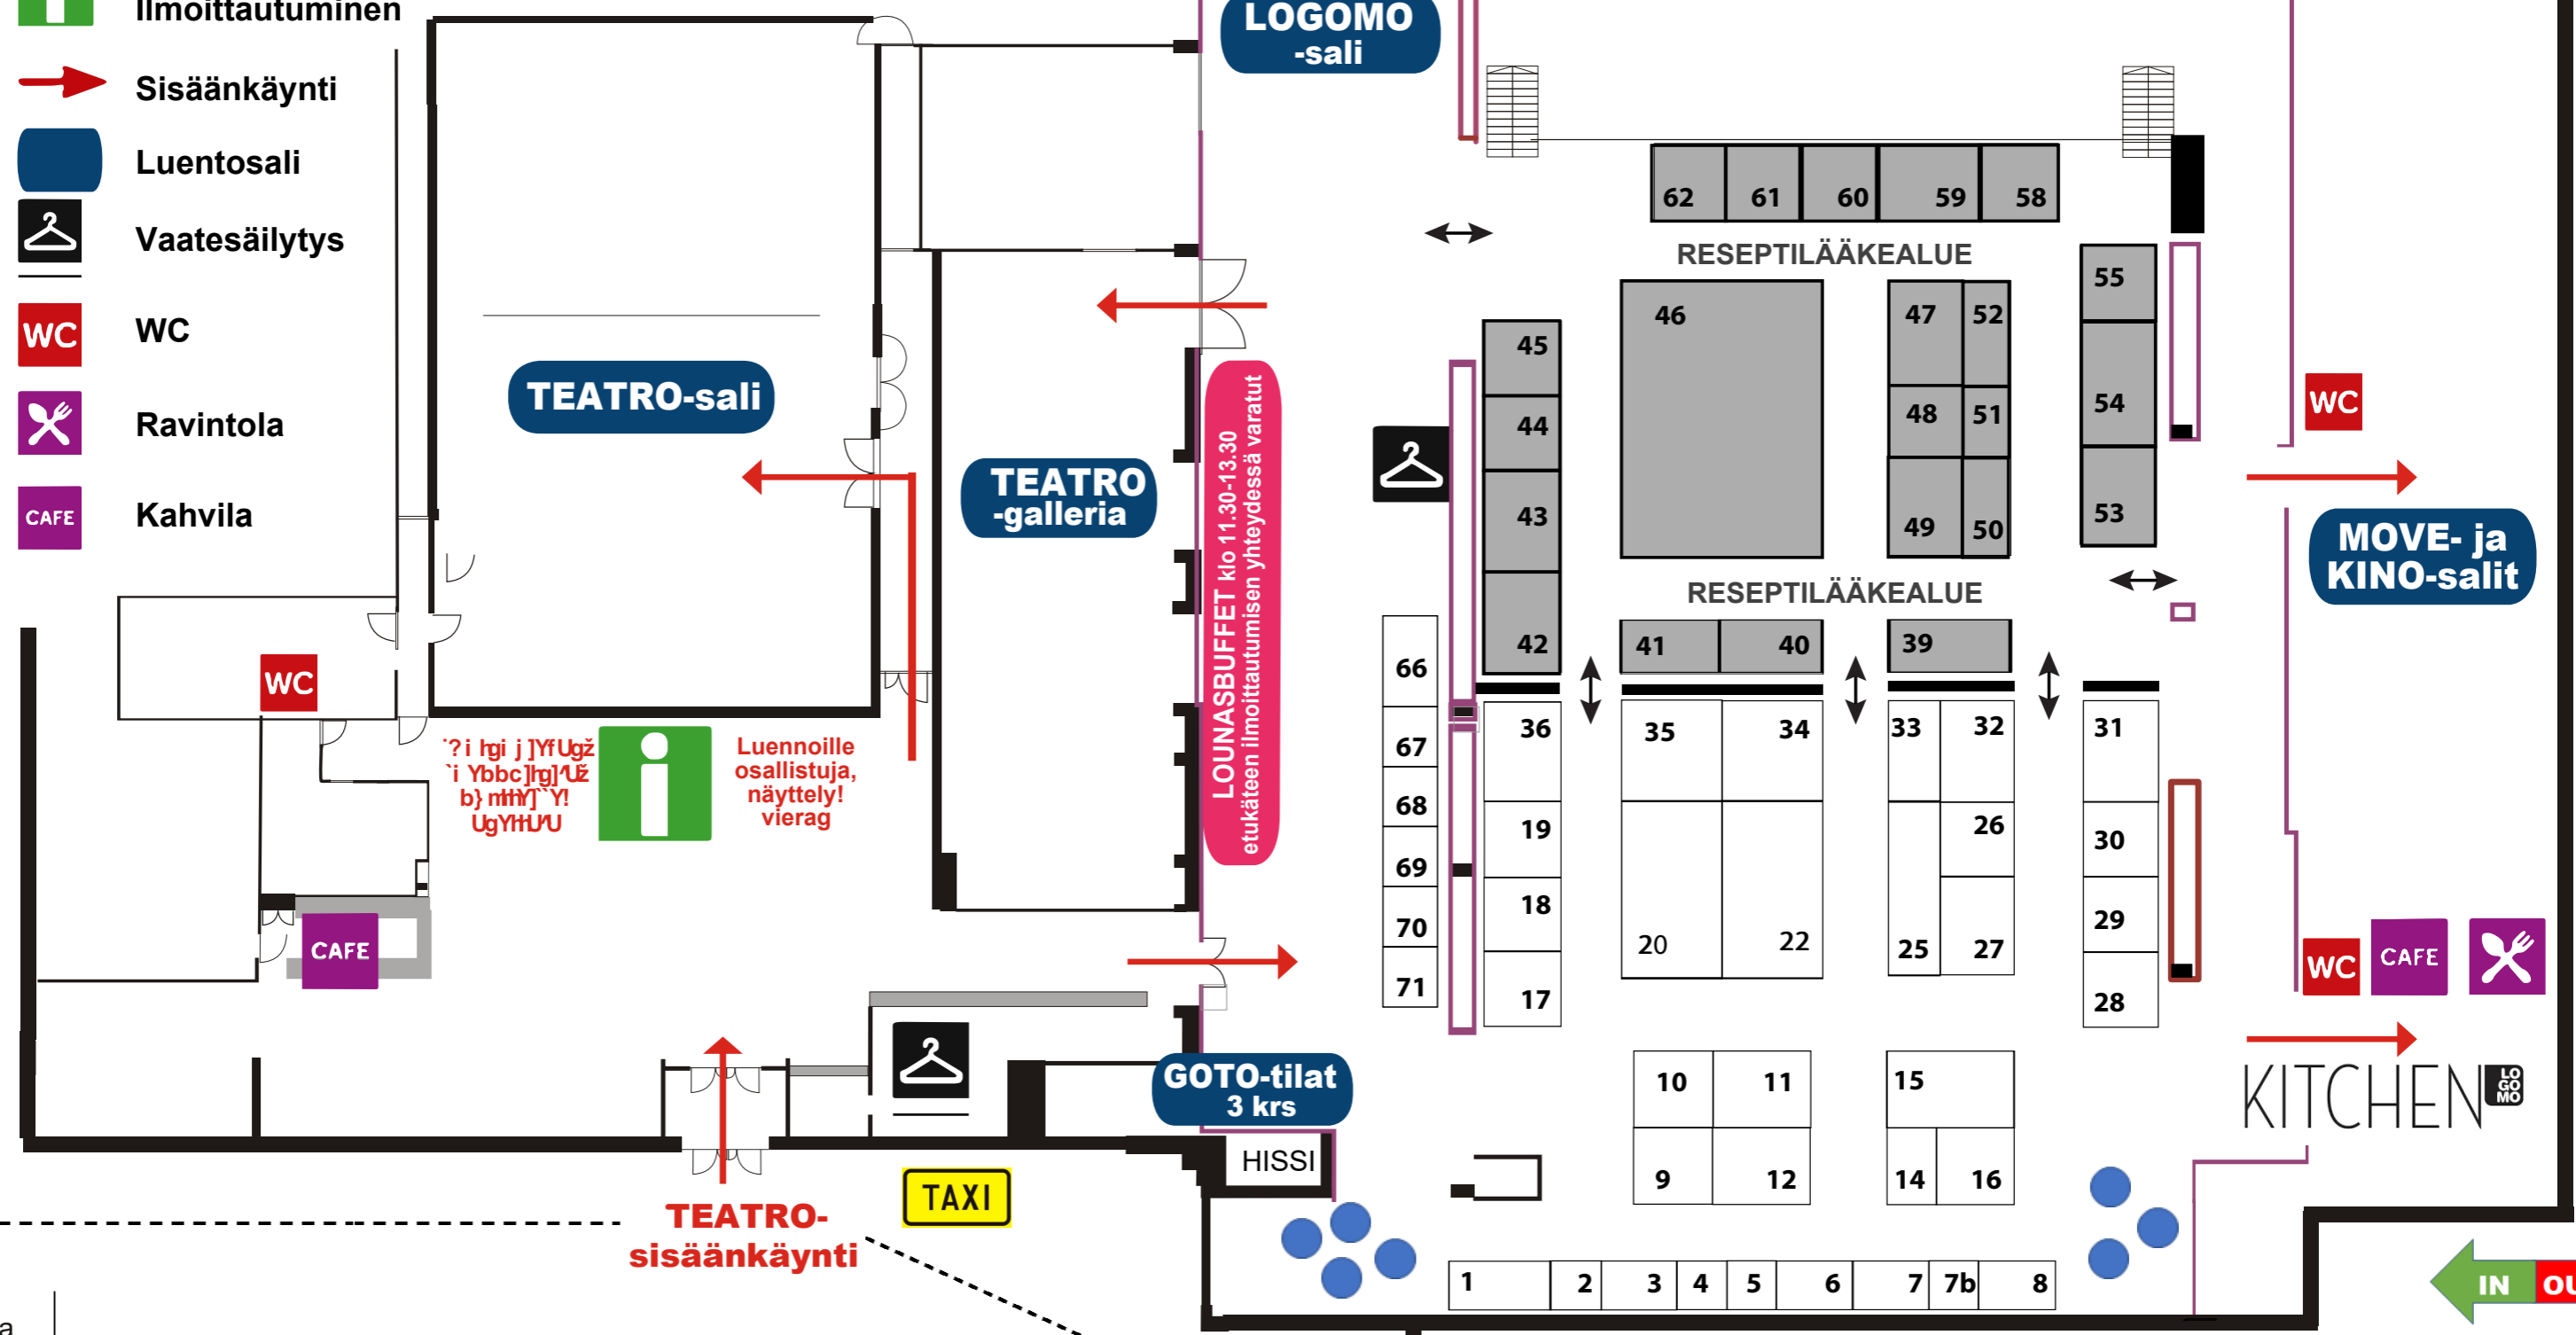 Ilmoittautuminen
Sisäänkäynti
Luentosali
Vaatesäilytys
WC
WC
Ravintola
CAFE
Kahvila
LOGOMO
-sali
TEATRO-sali
TEATRO
-galleria
LOUNASBUFFET klo 11.30-13.30
etukäteen ilmoittautumisen yhteydessä varatut
WC
Luennoille
osallistuja,
näyttely!
vierag
CAFE
GOTO-tilat
3 krs
HISSI
TAXI
TEATRO-
sisäänkäynti
62 61 60 59 58
RESEPTILÄÄKEALUE
46
47 52
48 51
49 50
55
54
53
45
44
43
42
RESEPTILÄÄKEALUE
41 40 39
66
67
68
69
70
71
36
19
18
17
35 34
20 22
33 32
26
25 27
31
30
29
28
10 11
9 12
15
14 16
1 2 3 4 5 6 7 7b 8
WC
MOVE- ja
KINO-salit
WC
CAFE
KITCHEN
LO
GO
MO
IN
a